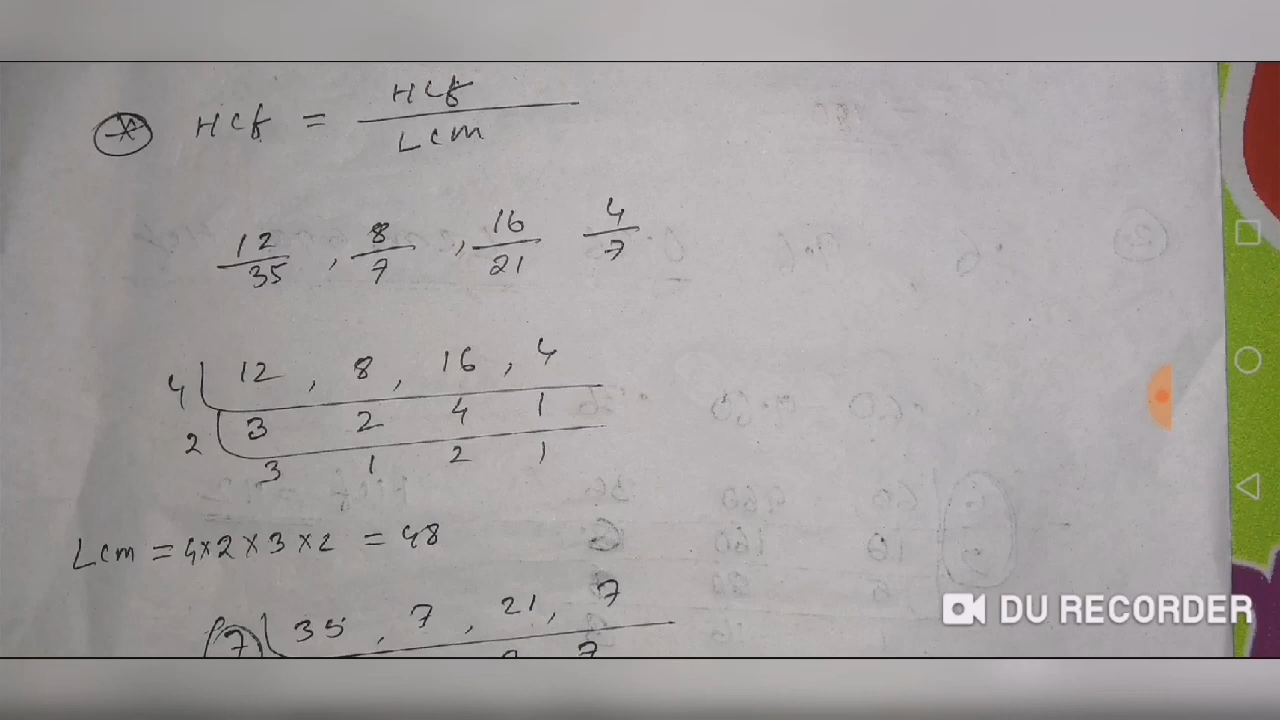 * Hcf = Hcf / Lcm
12/35 , 8/7 , 16/21 4/7
4 | 12 , 8 , 16 , 4
2 | 3 2 4 1
3 1 2 1
Lcm = 4×2×3×2 = 48
7 | 35 , 7 , 21 , 7
DU RECORDER